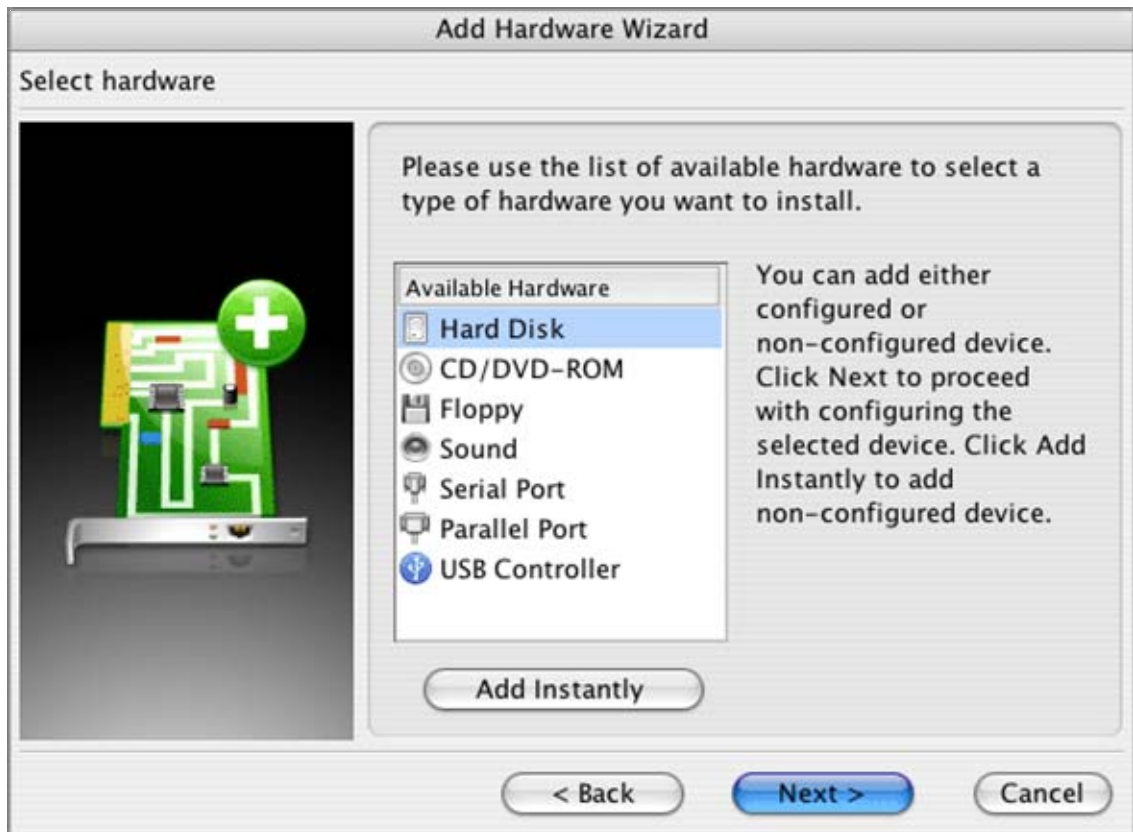 Add Hardware Wizard
Select hardware
Please use the list of available hardware to select a
type of hardware you want to install.
Available Hardware
Hard Disk
CD/DVD-ROM
Floppy
Sound
Serial Port
Parallel Port
USB Controller
You can add either
configured or
non-configured device.
Click Next to proceed
with configuring the
selected device. Click Add
Instantly to add
non-configured device.
Add Instantly
< Back
Next >
Cancel